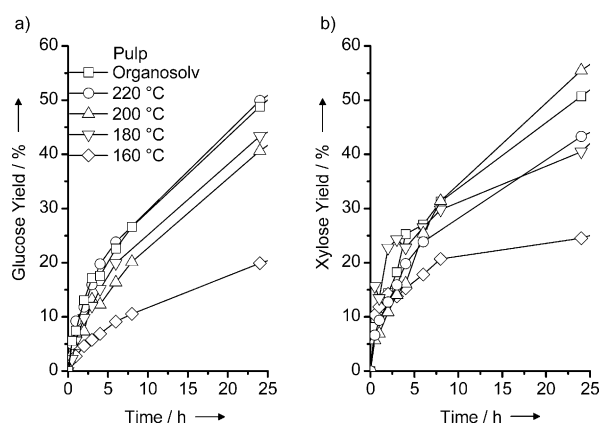 a)
60
50
40
30
20
10
0
Glucose Yield / %
Pulp
Organosolv
220 °C
200 °C
180 °C
160 °C
0 5 10 15 20 25
Time / h
b)
60
50
40
30
20
10
0
Xylose Yield / %
0 5 10 15 20 25
Time / h